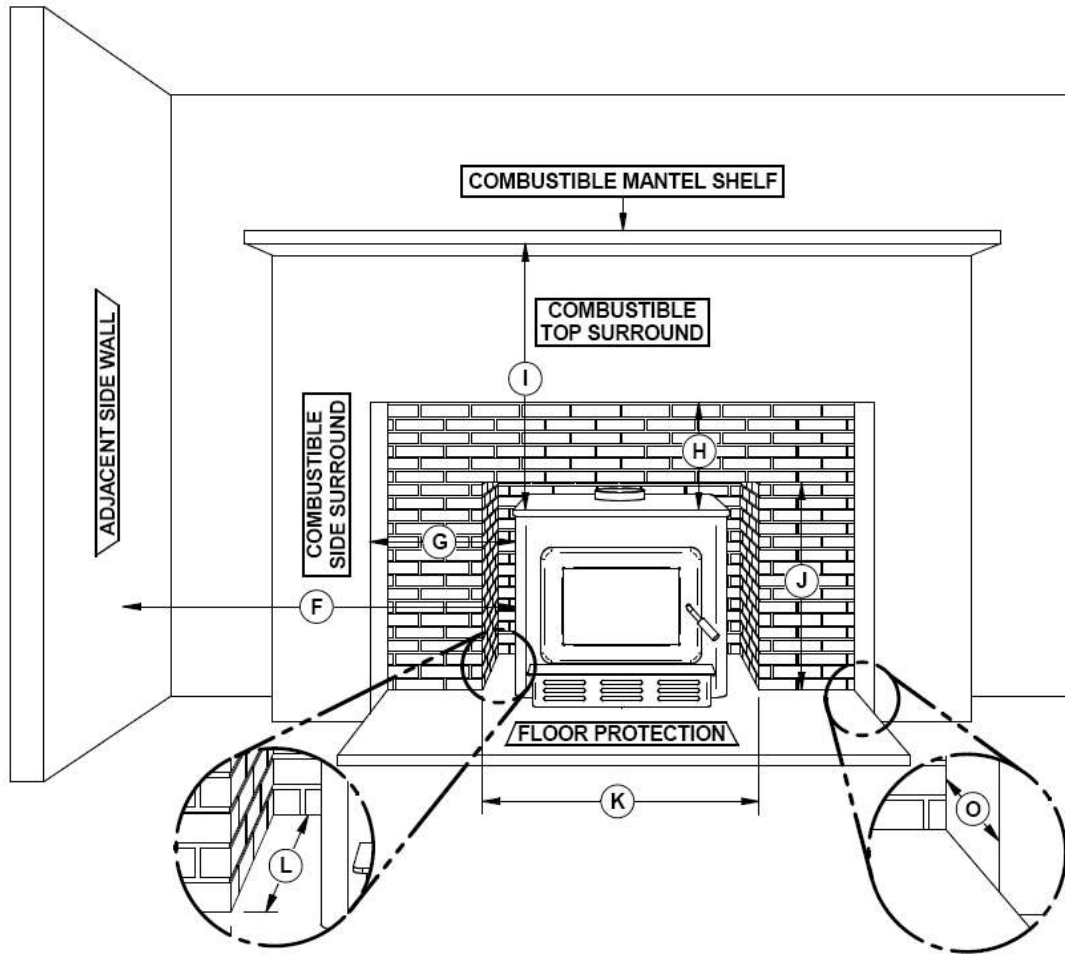 COMBUSTIBLE MANTEL SHELF
COMBUSTIBLE
TOP SURROUND
ADJACENT SIDE WALL
COMBUSTIBLE
SIDE SURROUND
I
H
G
J
F
FLOOR PROTECTION
K
O
L